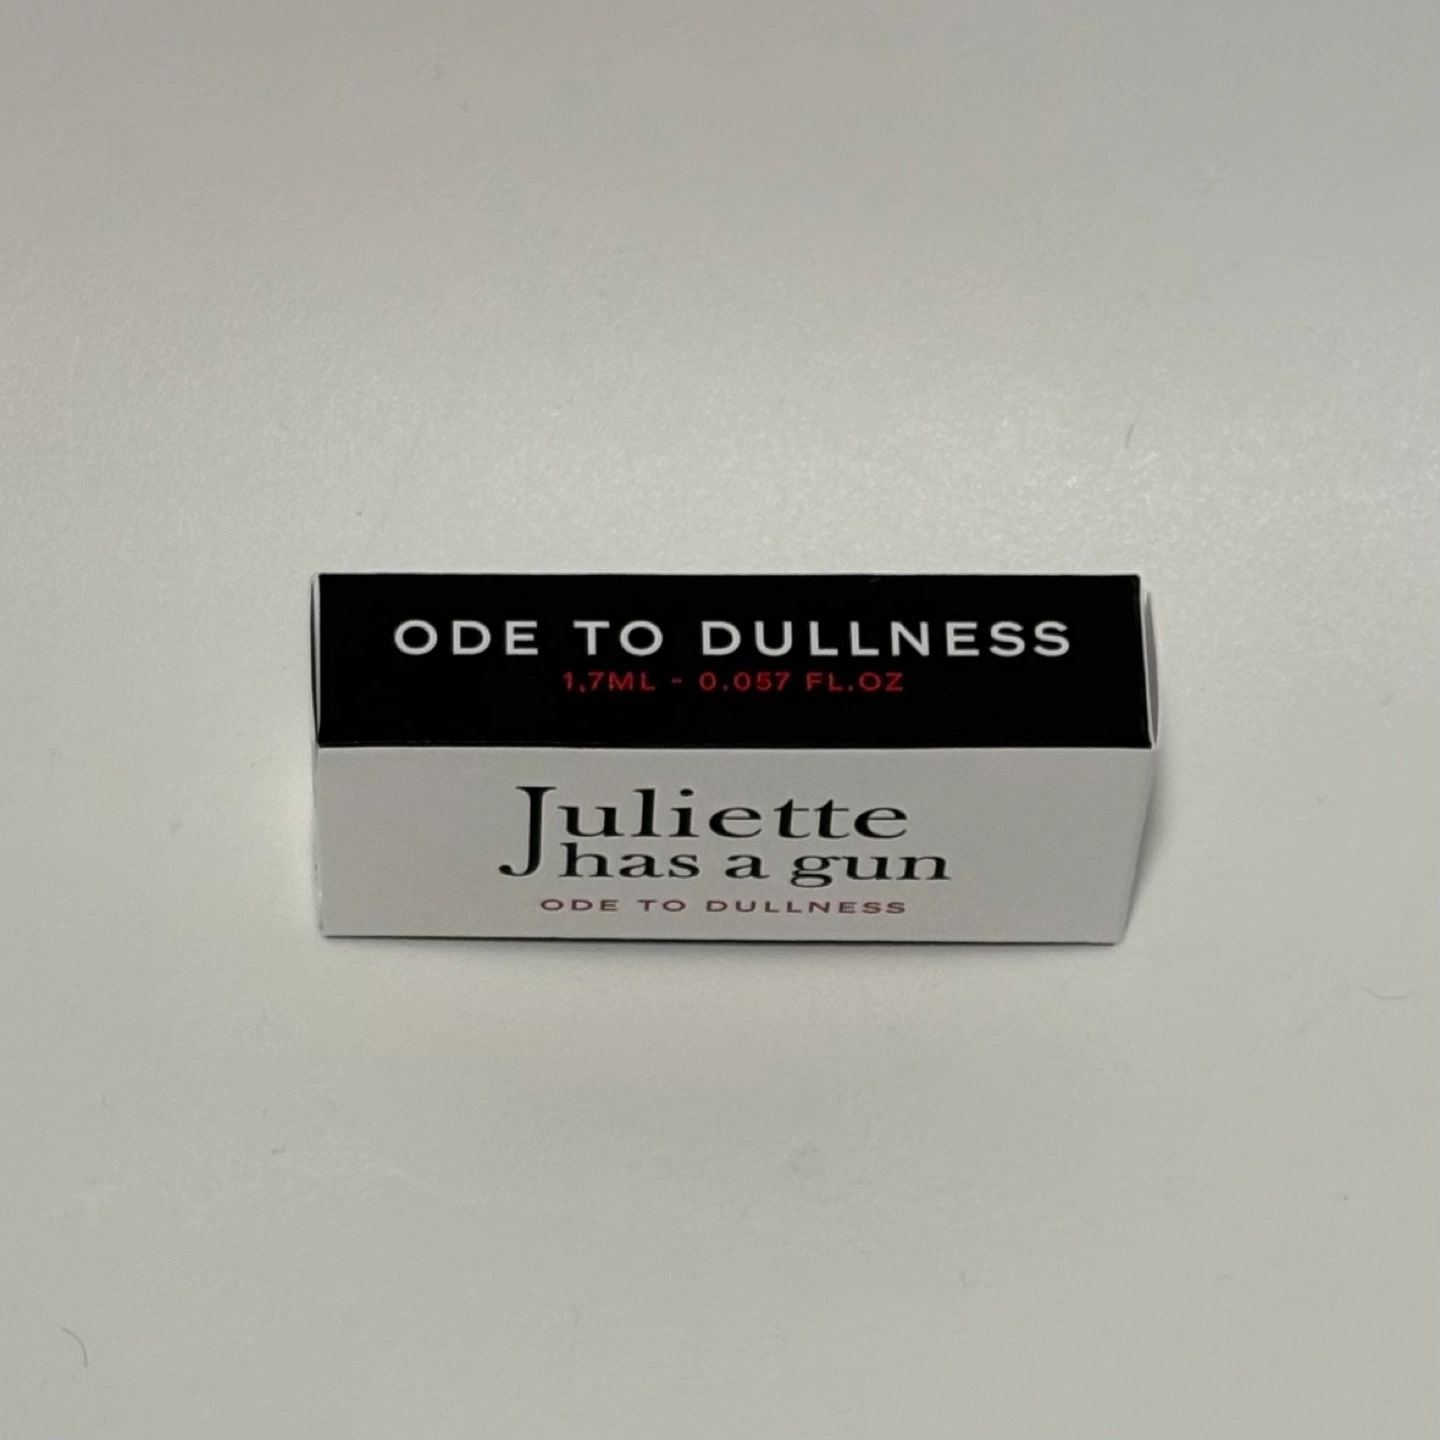 ODE TO DULLNESS
1,7ML - 0.057 FL.OZ
Juliette
has a gun
ODE TO DULLNESS